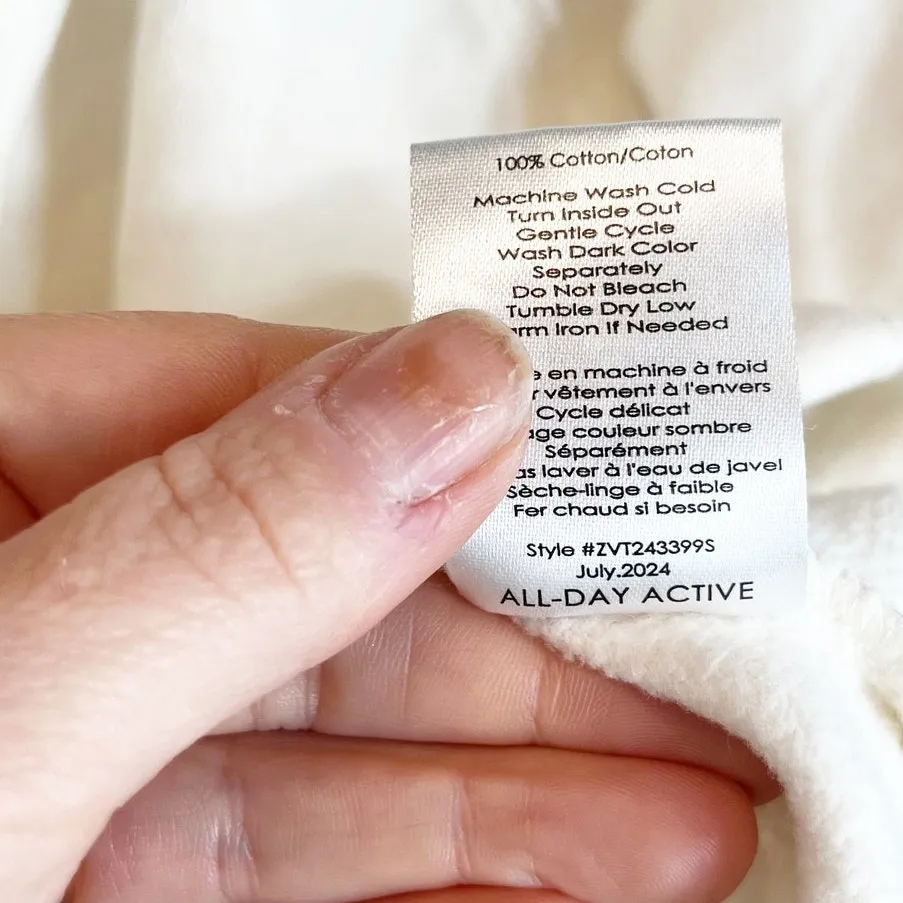 100% Cotton/Coton
Machine Wash Cold
Turn Inside Out
Gentle Cycle
Wash Dark Color
Separately
Do Not Bleach
Tumble Dry Low
Iron If Needed
en machine à froid
vêtement à l'envers
Cycle délicat
couleur sombre
Séparément
laver à l'eau de javel
Sèche-linge à faible
Fer chaud si besoin
Style #ZVT243399S
July.2024
ALL-DAY ACTIVE